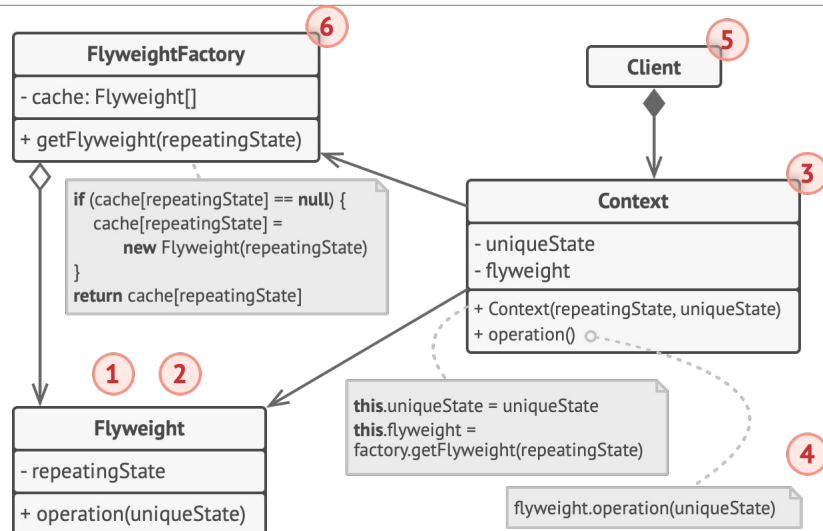 6
FlyweightFactory
- cache: Flyweight[]
+ getFlyweight(repeatingState)
if (cache[repeatingState] == null) {
cache[repeatingState] =
new Flyweight(repeatingState)
}
return cache[repeatingState]
5
Client
3
Context
- uniqueState
- flyweight
+ Context(repeatingState, uniqueState)
+ operation()
this.uniqueState = uniqueState
this.flyweight =
factory.getFlyweight(repeatingState)
4
flyweight.operation(uniqueState)
1 2
Flyweight
- repeatingState
+ operation(uniqueState)